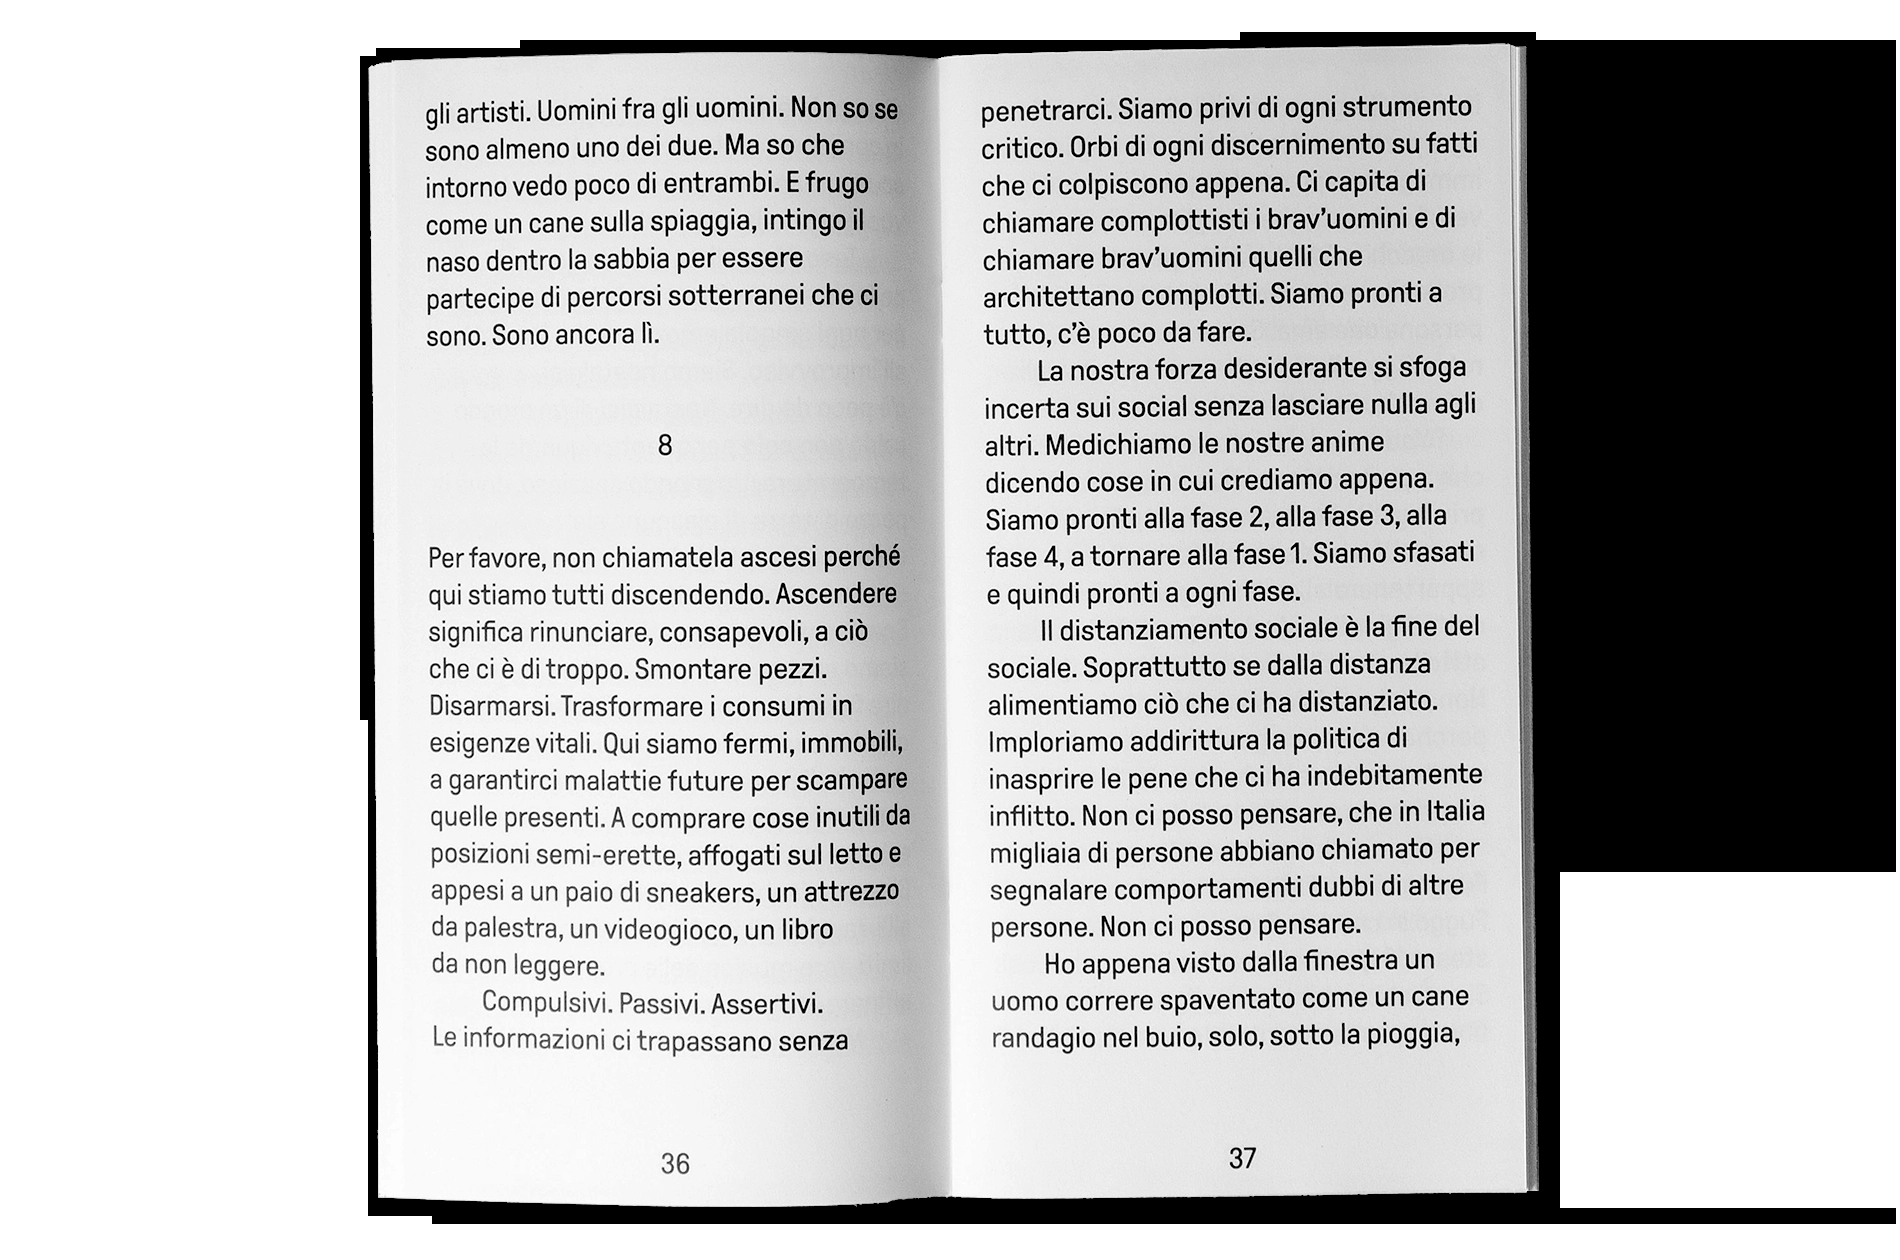 gli artisti. Uomini fra gli uomini. Non so se
sono almeno uno dei due. Ma so che
intorno vedo poco di entrambi. E frugo
come un cane sulla spiaggia, intingo il
naso dentro la sabbia per essere
partecipe di percorsi sotterranei che ci
sono. Sono ancora lì.
8
Per favore, non chiamatela ascesi perché
qui stiamo tutti discendendo. Ascendere
significa rinunciare, consapevoli, a ciò
che ci è di troppo. Smontare pezzi.
Disarmarsi. Trasformare i consumi in
esigenze vitali. Qui siamo fermi, immobili,
a garantirci malattie future per scampare
quelle presenti. A comprare cose inutili da
posizioni semi-erette, affogati sul letto e
appesi a un paio di sneakers, un attrezzo
da palestra, un videogioco, un libro
da non leggere.
Compulsivi. Passivi. Assertivi.
Le informazioni ci trapassano senza
36
penetrarci. Siamo privi di ogni strumento
critico. Orbi di ogni discernimento su fatti
che ci colpiscono appena. Ci capita di
chiamare complottisti i brav’uomini e di
chiamare brav’uomini quelli che
architettano complotti. Siamo pronti a
tutto, c’è poco da fare.
La nostra forza desiderante si sfoga
incerta sui social senza lasciare nulla agli
altri. Medichiamo le nostre anime
dicendo cose in cui crediamo appena.
Siamo pronti alla fase 2, alla fase 3, alla
fase 4, a tornare alla fase 1. Siamo sfasati
e quindi pronti a ogni fase.
Il distanziamento sociale è la fine del
sociale. Soprattutto se dalla distanza
alimentiamo ciò che ci ha distanziato.
Imploriamo addirittura la politica di
inasprire le pene che ci ha indebitamente
inflitto. Non ci posso pensare, che in Italia
migliaia di persone abbiano chiamato per
segnalare comportamenti dubbi di altre
persone. Non ci posso pensare.
Ho appena visto dalla finestra un
uomo correre spaventato come un cane
randagio nel buio, solo, sotto la pioggia,
37